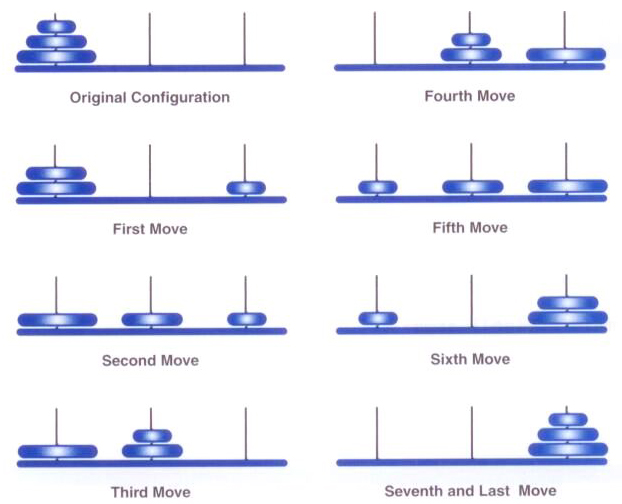 Original Configuration
First Move
Second Move
Third Move
Fourth Move
Fifth Move
Sixth Move
Seventh and Last Move